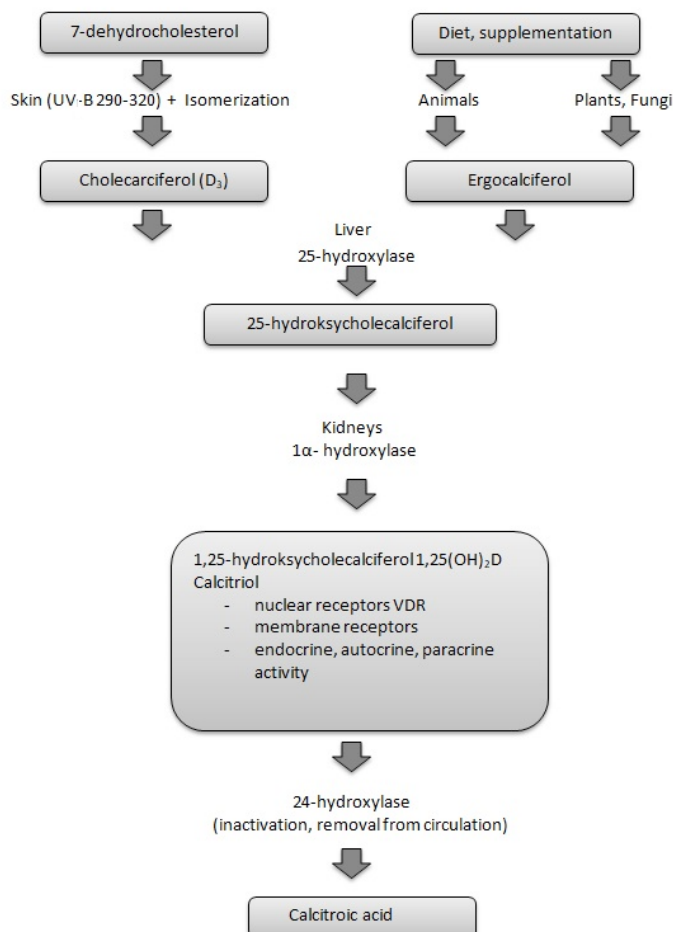 7-dehydrocholesterol
Diet, supplementation
Skin (UV-B 290-320) + Isomerization
Animals
Plants, Fungi
Cholecarciferol (D₃)
Ergocalciferol
Liver
25-hydroxylase
25-hydroksycholecalciferol
Kidneys
1α- hydroxylase
1,25-hydroksycholecalciferol 1,25(OH)₂D
Calcitriol
- nuclear receptors VDR
- membrane receptors
- endocrine, autocrine, paracrine
activity
24-hydroxylase
(inactivation, removal from circulation)
Calcitroic acid